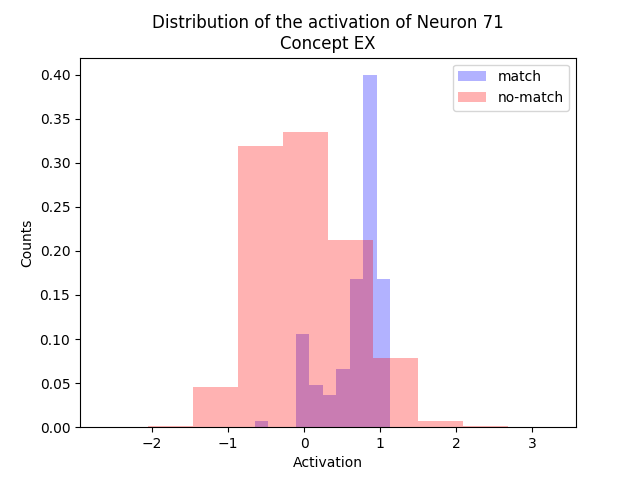 Distribution of the activation of Neuron 71
Concept EX
match
no-match
0.40
0.35
0.30
0.25
0.20
0.15
0.10
0.05
0.00
Counts
−2
−1
0
1
2
3
Activation